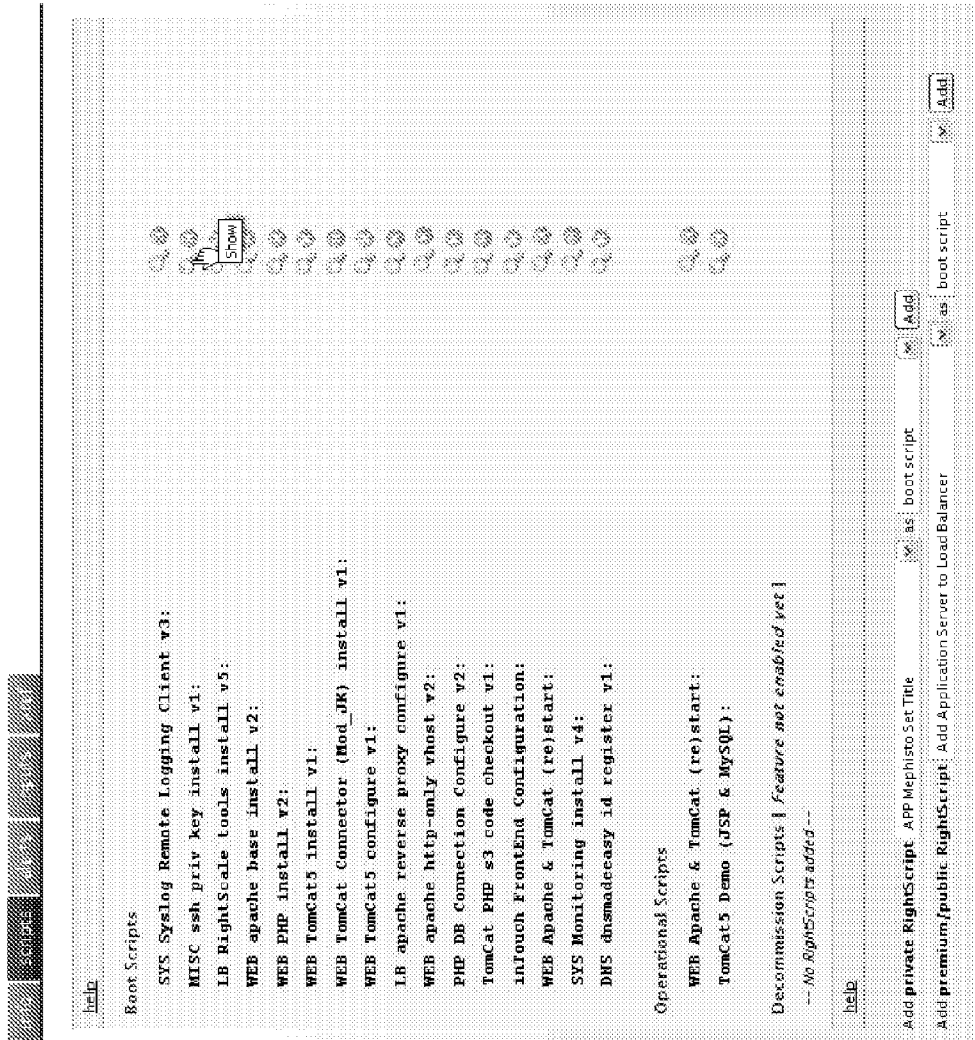 help
Boot Scripts
SYS Syslog Remote Logging Client v3:
MISC ssh priv key install v1:
LB RightScale tools install v5:
WEB apache base install v2:
WEB PHP install v2:
WEB TomCat5 install v1:
WEB TomCat Connector (Mod_JK) install v1:
WEB TomCat5 configure v1:
LB apache reverse proxy configure v1:
WEB apache http-only vhost v2:
PHP DB Connection Configure v2:
TomCat PHP s3 code checkout v1:
inTouch FrontEnd Configuration:
WEB Apache & TomCat (re)start:
SYS Monitoring install v4:
DNS dnsmadeeasy id register v1:
Show
Operational Scripts
WEB Apache & TomCat (re)start:
TomCat5 Demo (JSP & MySQL):
Decommission Scripts [ Feature not enabled yet ]
-- No RightScripts added --
help
Add private RightScript APP Mephisto Set Title as: boot script Add
Add premium/public RightScript: Add Application Server to Load Balancer as: boot script Add